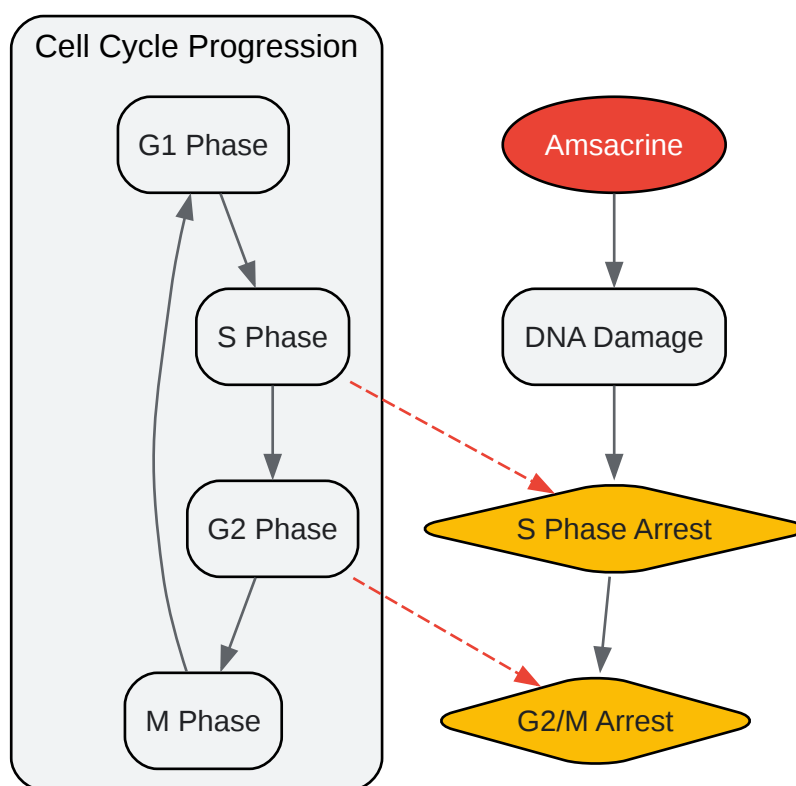 Cell Cycle Progression
G1 Phase
Amsacrine
S Phase
DNA Damage
G2 Phase
S Phase Arrest
M Phase
G2/M Arrest